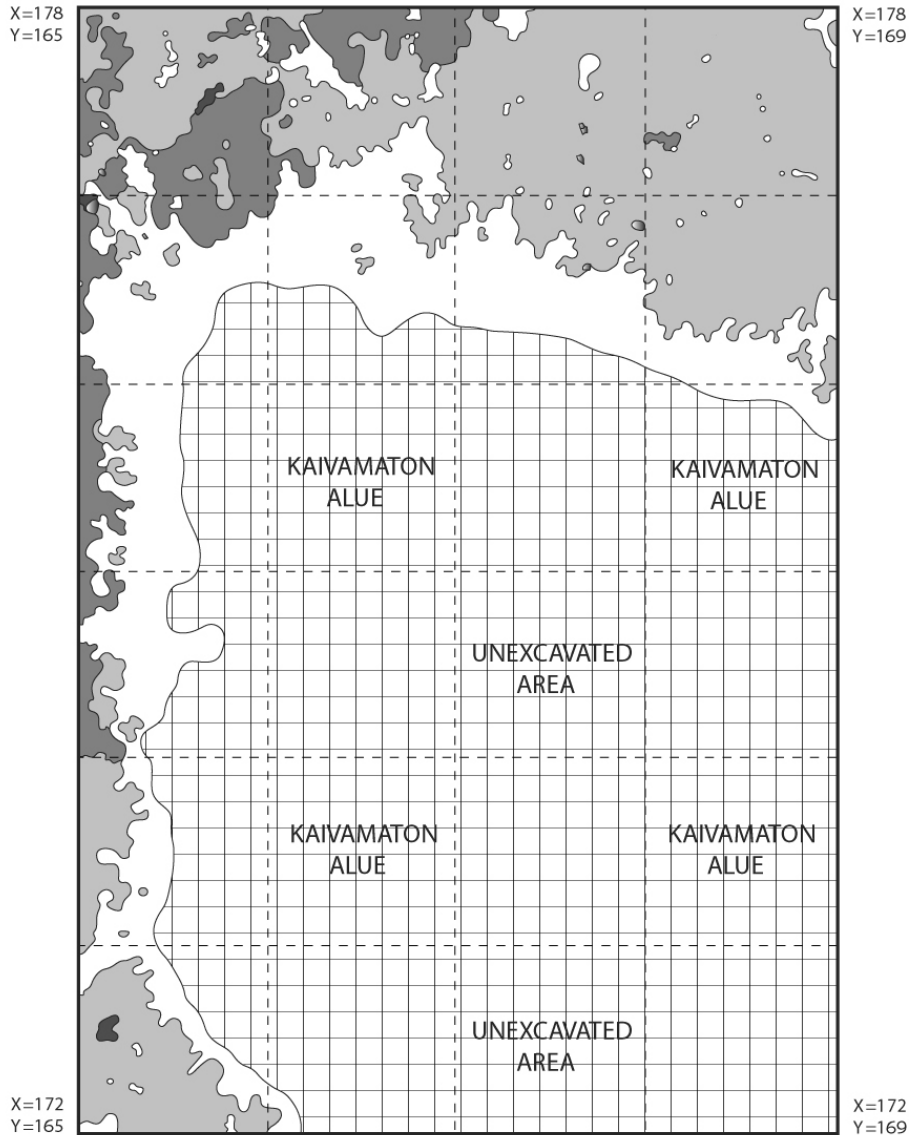 X=178
Y=165
X=178
Y=169
KAIVAMATON
ALUE
KAIVAMATON
ALUE
UNEXCAVATED
AREA
KAIVAMATON
ALUE
KAIVAMATON
ALUE
UNEXCAVATED
AREA
X=172
Y=165
X=172
Y=169